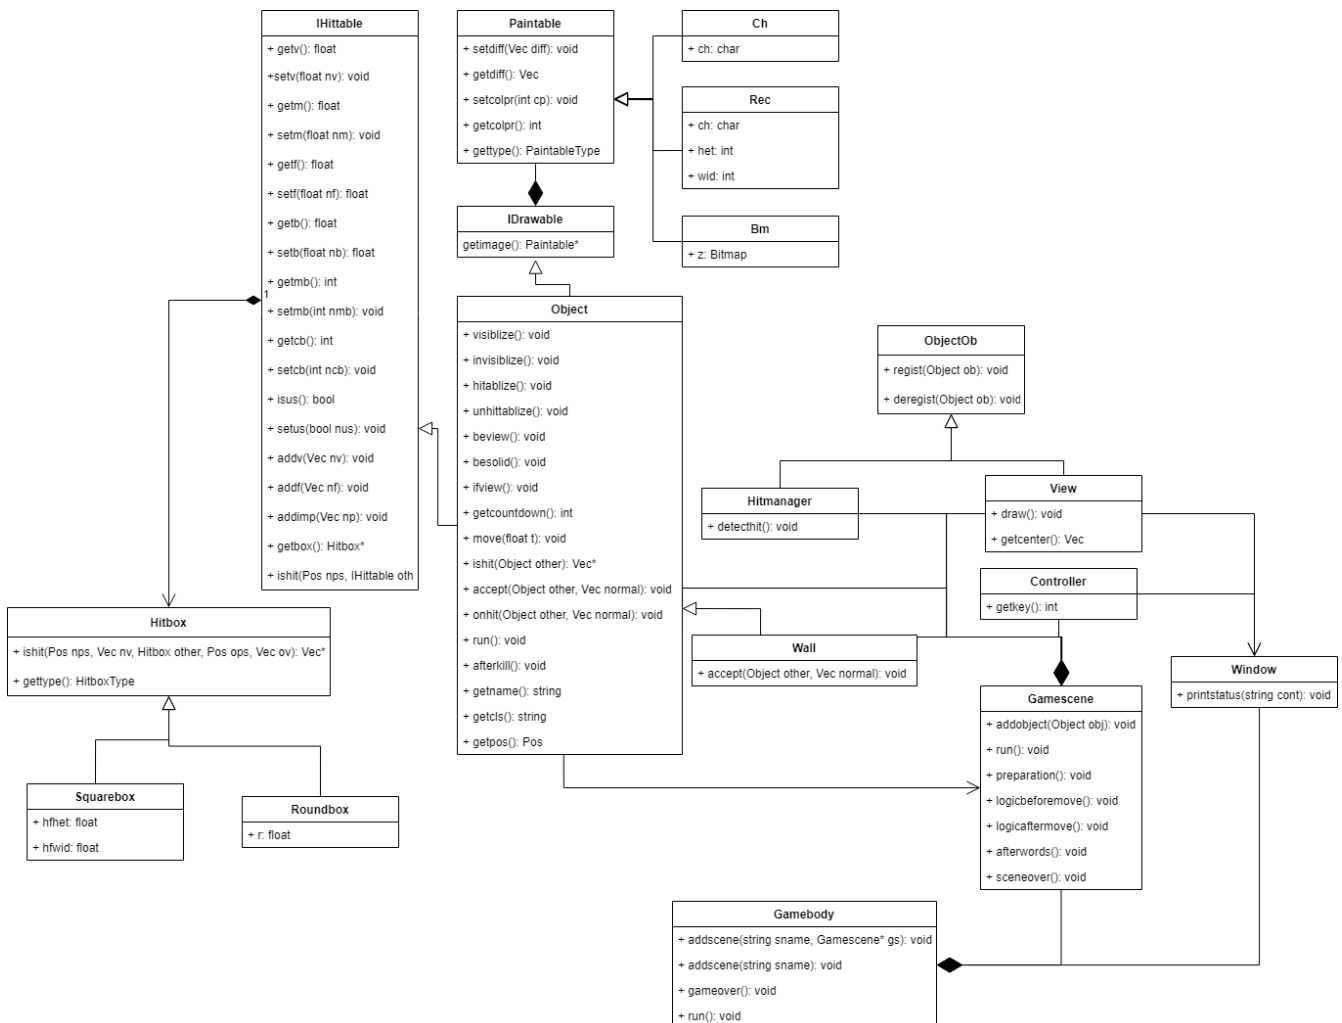 IHittable
+ getv(): float
+setv(float nv): void
+ getm(): float
+ setm(float nm): void
+ getf(): float
+ setf(float nf): float
+ getb(): float
+ setb(float nb): float
+ getmb(): int
1
+ setmb(int nmb): void
+ getcb(): int
+ setcb(int ncb): void
+ isus(): bool
+ setus(bool nus): void
+ addv(Vec nv): void
+ addf(Vec nf): void
+ addimp(Vec np): void
+ getbox(): Hitbox*
+ ishit(Pos nps, IHittable oth
Paintable
+ setdiff(Vec diff): void
+ getdiff(): Vec
+ setcolpr(int cp): void
+ getcolpr(): int
+ gettype(): PaintableType
Ch
+ ch: char
Rec
+ ch: char
+ het: int
+ wid: int
Bm
+ z: Bitmap
IDrawable
getimage(): Paintable*
Object
+ visiblize(): void
+ invisiblize(): void
+ hitablize(): void
+ unhittablize(): void
+ beview(): void
+ besolid(): void
+ ifview(): void
+ getcountdown(): int
+ move(float t): void
+ ishit(Object other): Vec*
+ accept(Object other, Vec normal): void
+ onhit(Object other, Vec normal): void
+ run(): void
+ afterkill(): void
+ getname(): string
+ getcls(): string
+ getpos(): Pos
ObjectOb
+ regist(Object ob): void
+ deregist(Object ob): void
Hitmanager
+ detecthit(): void
View
+ draw(): void
+ getcenter(): Vec
Controller
+ getkey(): int
Wall
+ accept(Object other, Vec normal): void
Window
+ printstatus(string cont): void
Hitbox
+ ishit(Pos nps, Vec nv, Hitbox other, Pos ops, Vec ov): Vec*
+ gettype(): HitboxType
Squarebox
+ hfhet: float
+ hfwid: float
Roundbox
+ r: float
Gamescene
+ addobject(Object obj): void
+ run(): void
+ preparation(): void
+ logicbeforemove(): void
+ logicaftermove(): void
+ afterwords(): void
+ sceneover(): void
Gamebody
+ addscene(string sname, Gamescene* gs): void
+ addscene(string sname): void
+ gameover(): void
+ run(): void